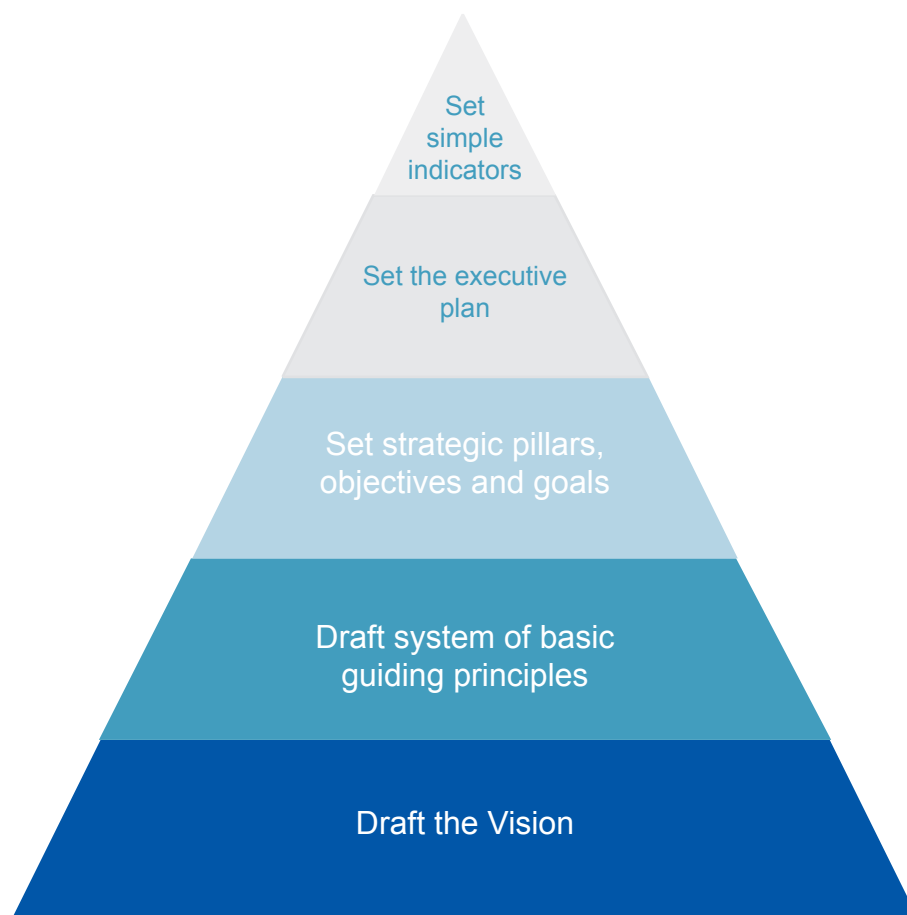 Set
simple
indicators
Set the executive
plan
Set strategic pillars,
objectives and goals
Draft system of basic
guiding principles
Draft the Vision